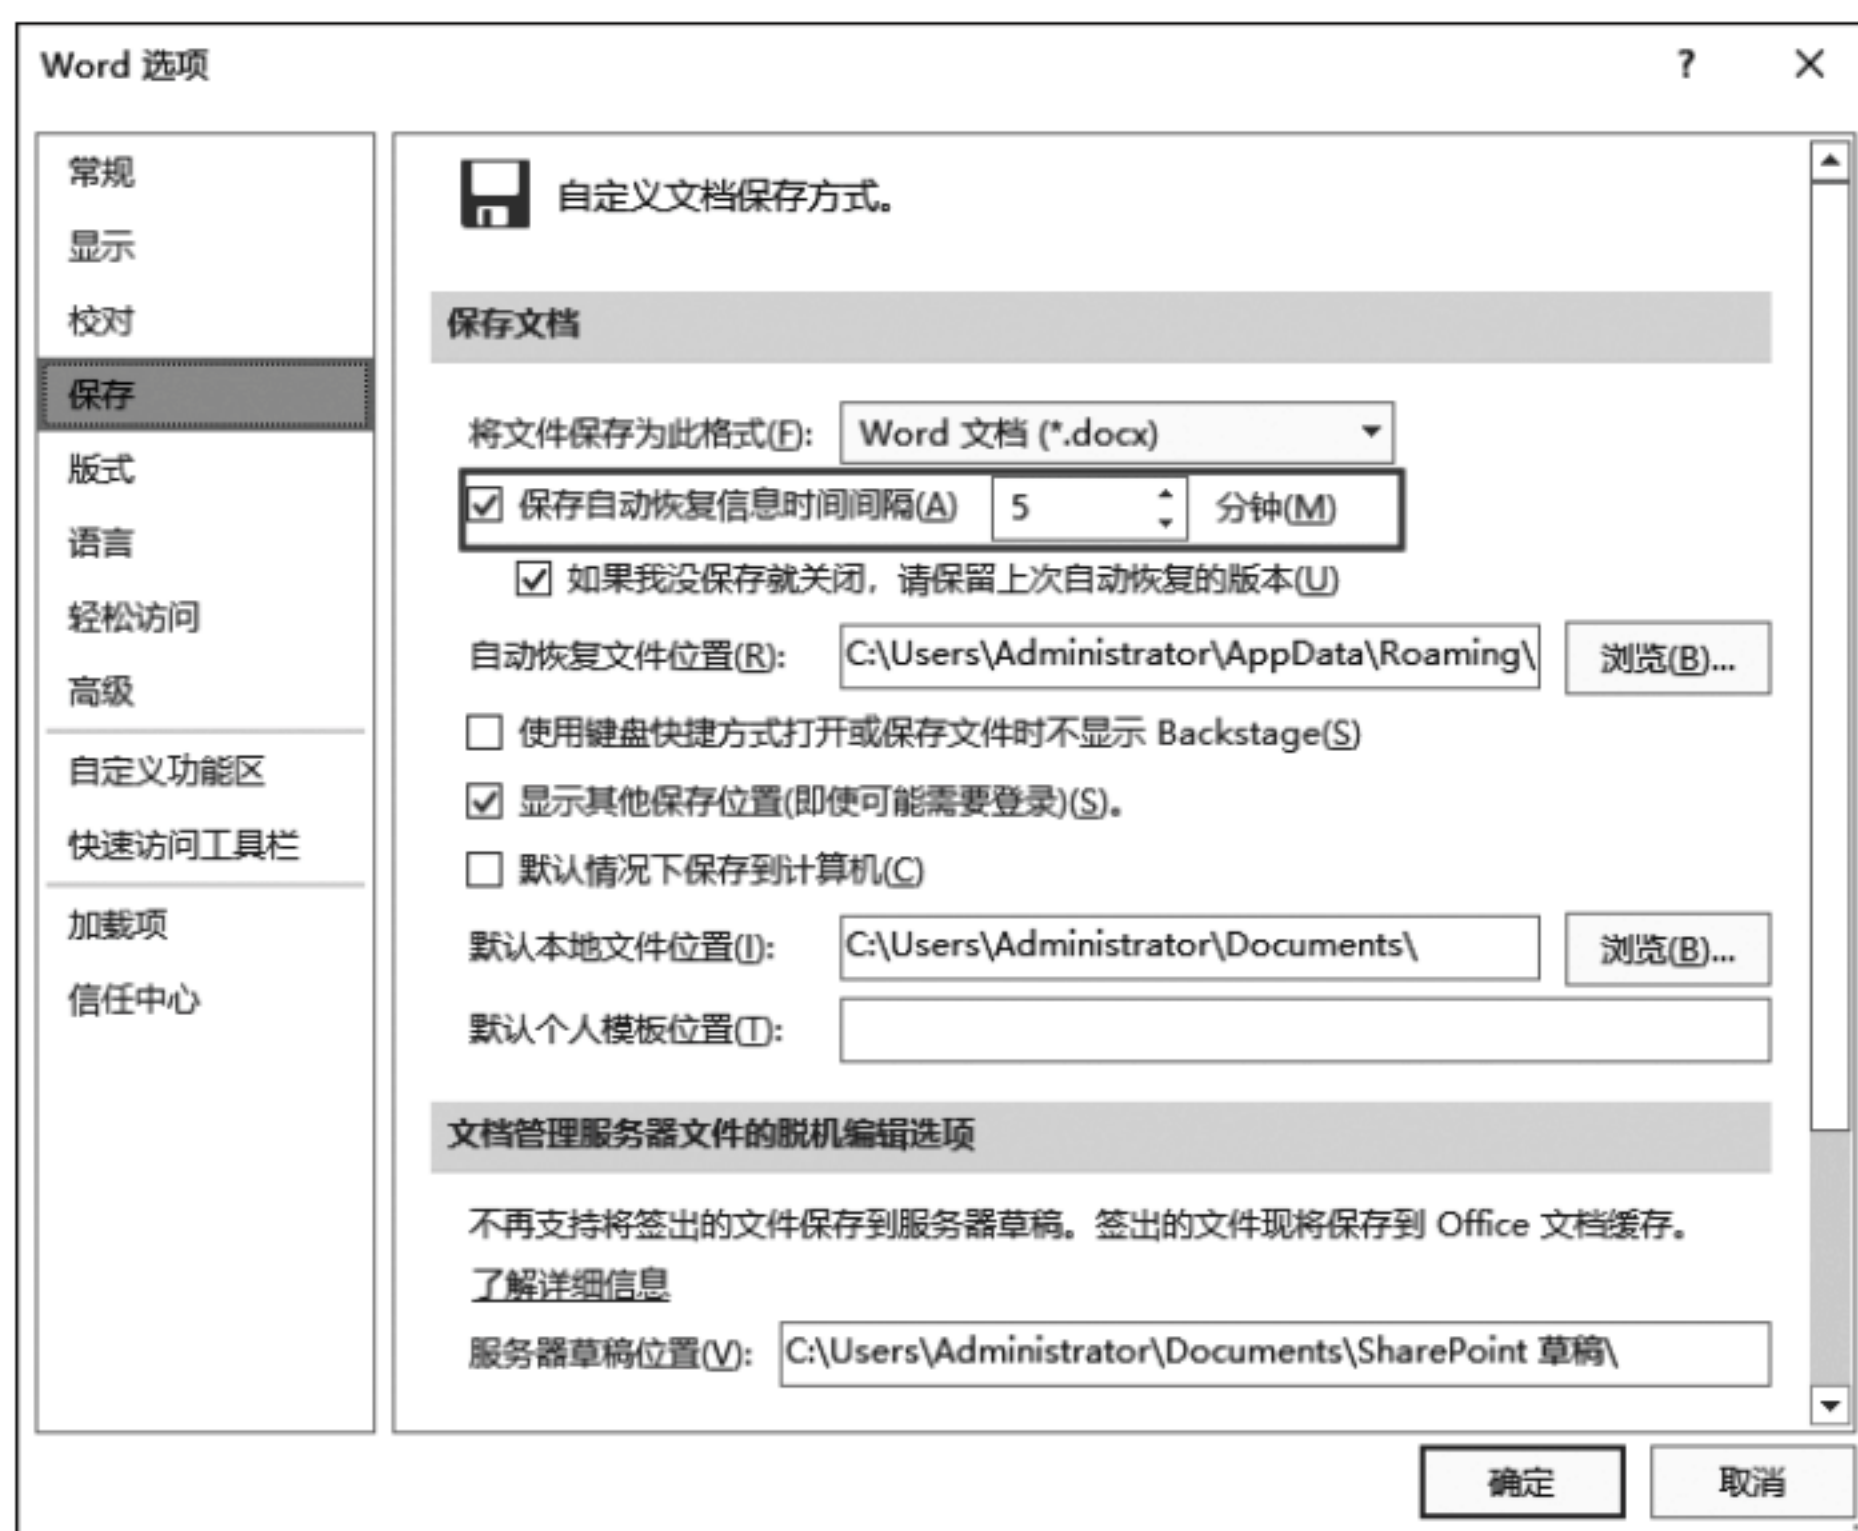 Word 选项
?
常规
显示
校对
保存
版式
语言
轻松访问
高级
自定义功能区
快速访问工具栏
加载项
信任中心
自定义文档保存方式。
保存文档
将文件保存为此格式(F): Word 文档 (*.docx)
保存自动恢复信息时间间隔(A) 5 分钟(M)
如果我没保存就关闭，请保留上次自动恢复的版本(U)
自动恢复文件位置(R): C:\Users\Administrator\AppData\Roaming\ 浏览(B)...
使用键盘快捷方式打开或保存文件时不显示 Backstage(S)
显示其他保存位置(即使可能需要登录)(S)。
默认情况下保存到计算机(C)
默认本地文件位置(I): C:\Users\Administrator\Documents\ 浏览(B)...
默认个人模板位置(T):
文档管理服务器文件的脱机编辑选项
不再支持将签出的文件保存到服务器草稿。签出的文件现将保存到 Office 文档缓存。
了解详细信息
服务器草稿位置(V): C:\Users\Administrator\Documents\SharePoint 草稿\
确定 取消